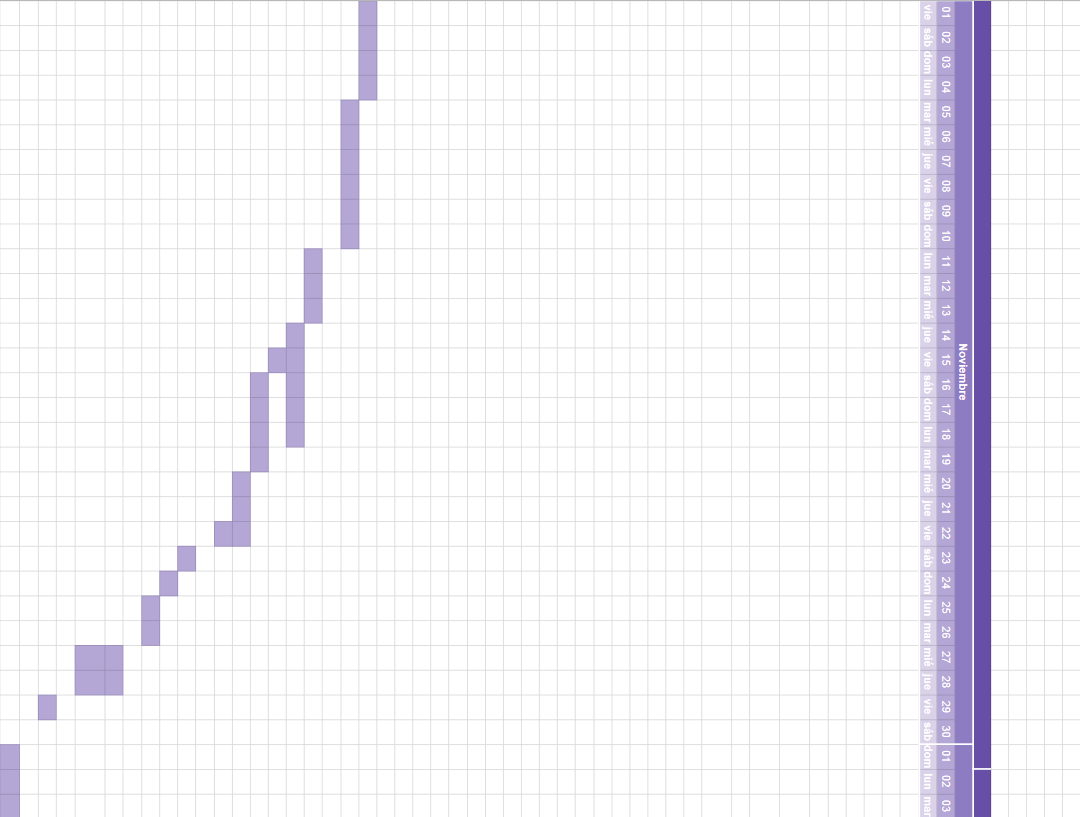 Noviembre
01 02 03 04 05 06 07 08 09 10 11 12 13 14 15 16 17 18 19 20 21 22 23 24 25 26 27 28 29 30 01 02 03
vie sáb dom lun mar mié jue vie sáb dom lun mar mié jue vie sáb dom lun mar mié jue vie sáb dom lun mar mié jue vie sáb dom lun mar